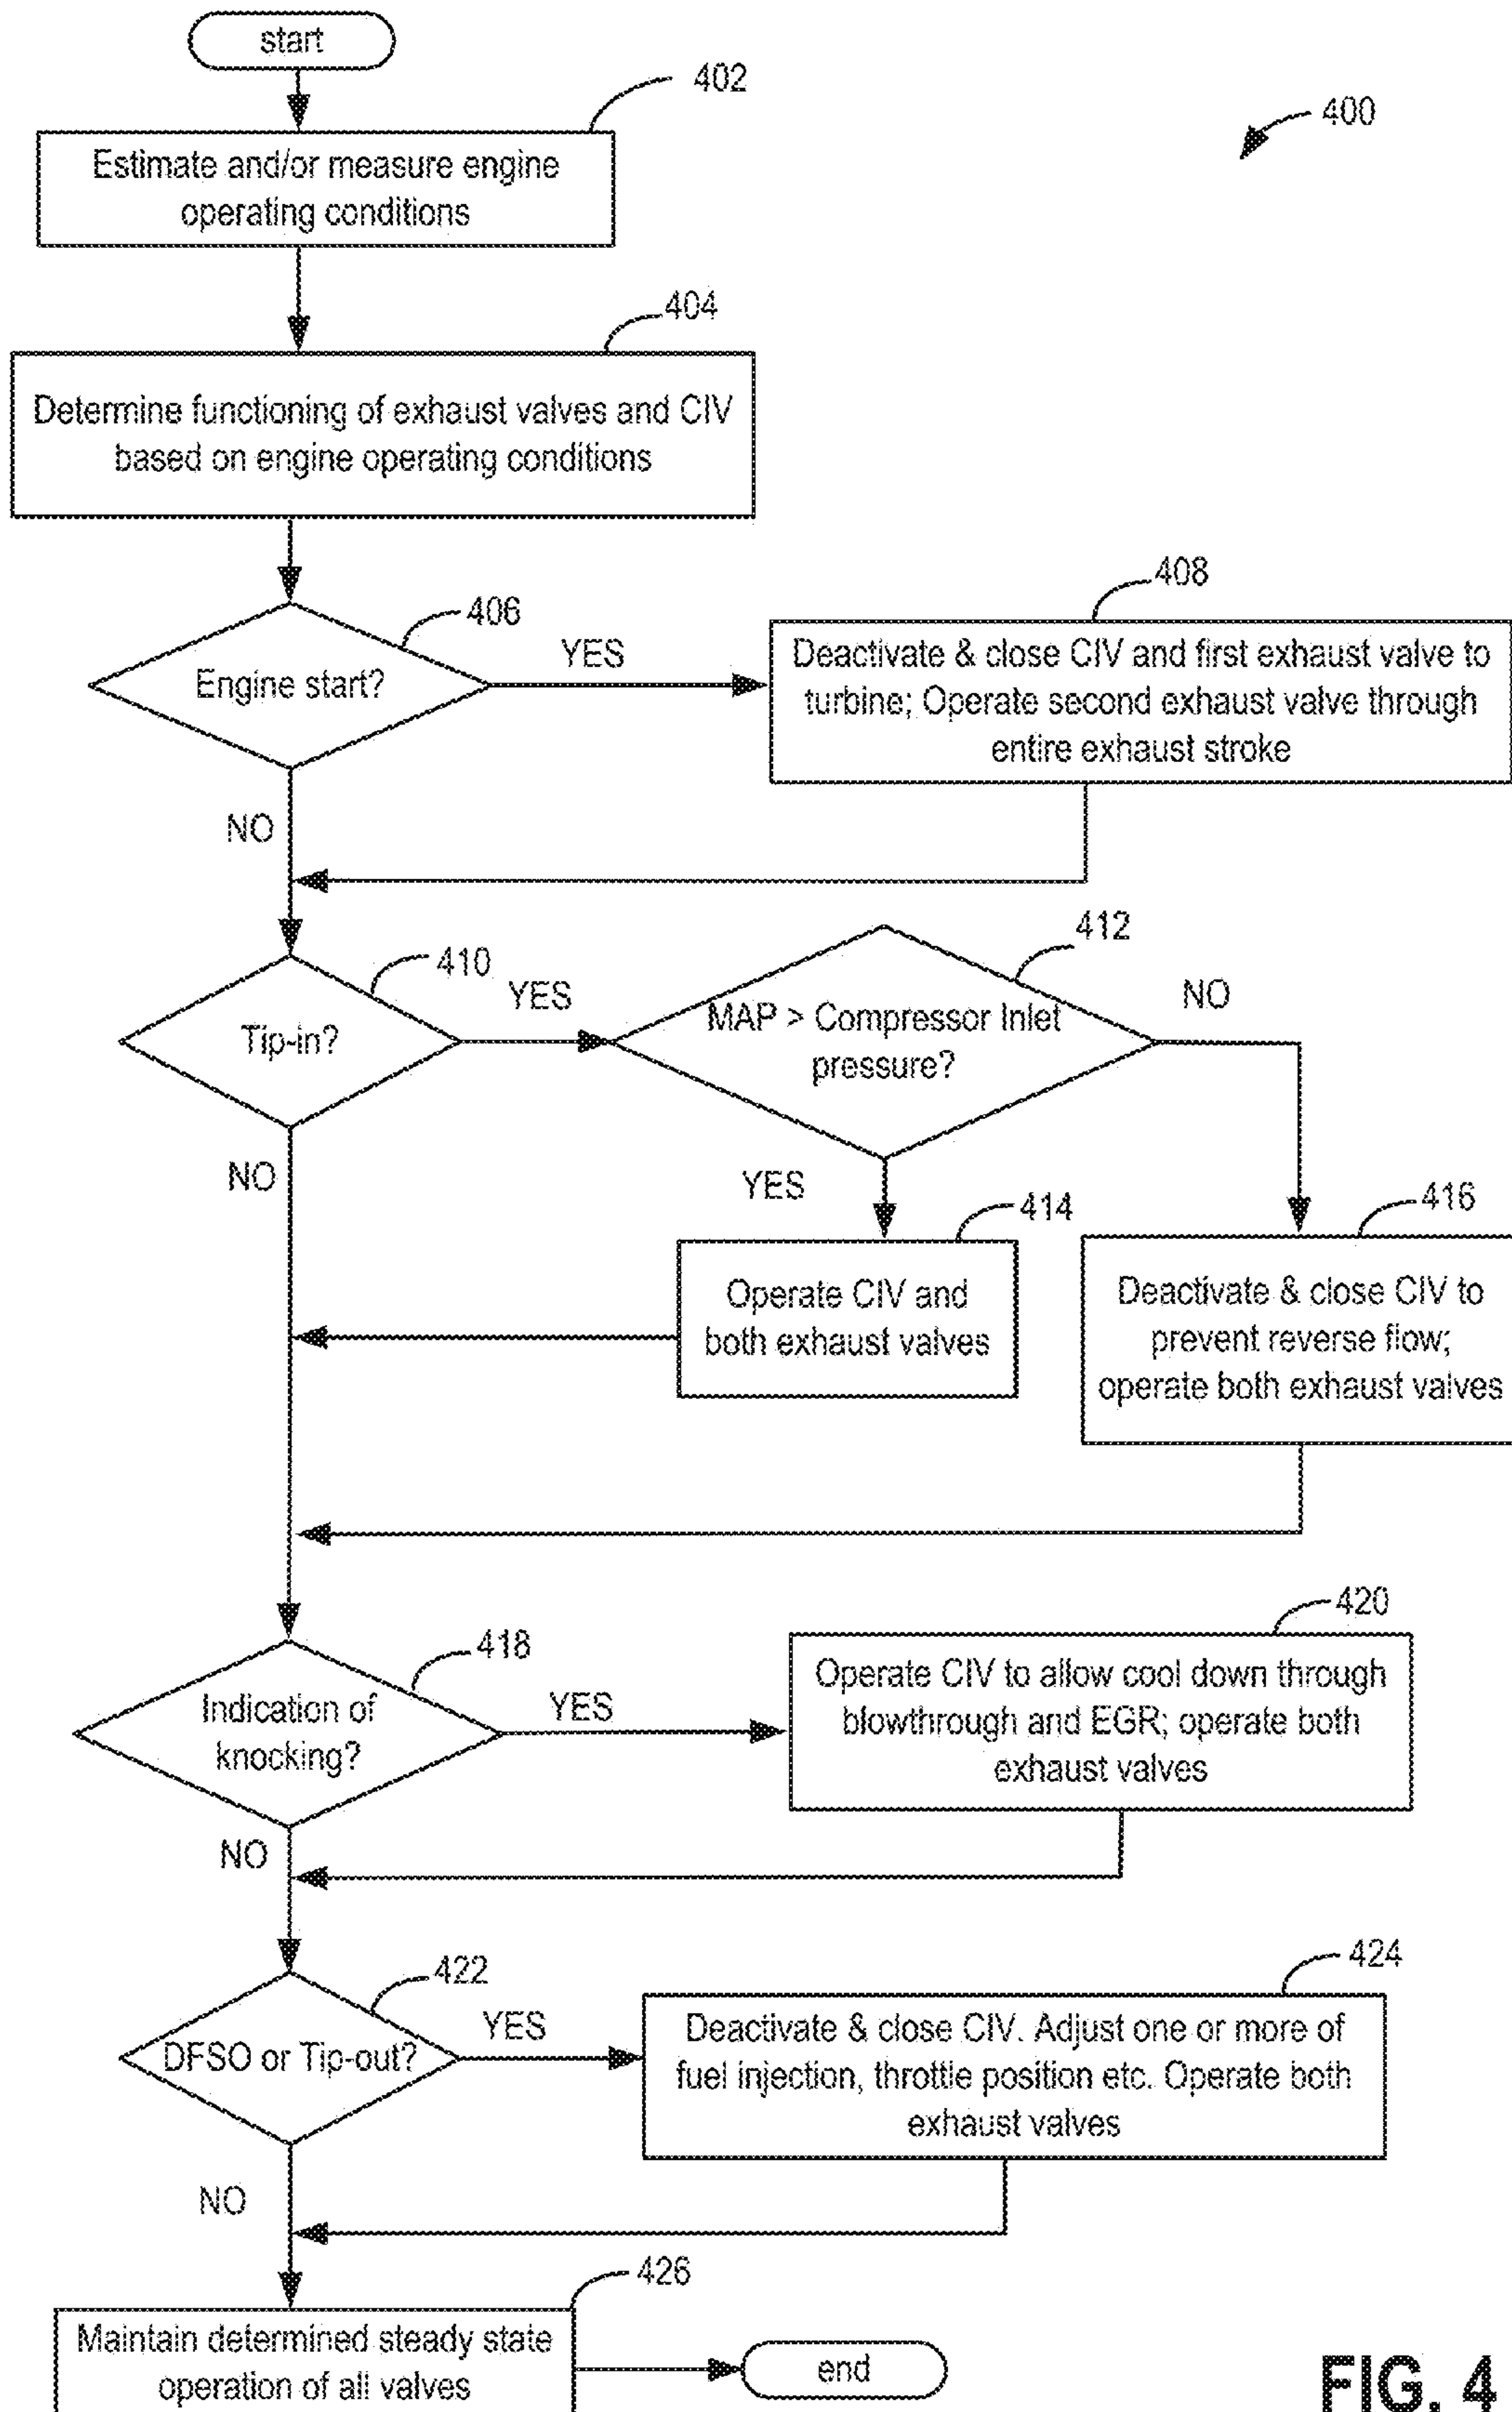 start
402
400
Estimate and/or measure engine
operating conditions
404
Determine functioning of exhaust valves and CIV
based on engine operating conditions
406
Engine start?
YES
408
Deactivate & close CIV and first exhaust valve to
turbine; Operate second exhaust valve through
entire exhaust stroke
NO
410
Tip-in?
YES
412
MAP > Compressor Inlet
pressure?
NO
NO
YES
414
Operate CIV and
both exhaust valves
416
Deactivate & close CIV to
prevent reverse flow;
operate both exhaust valves
418
Indication of
knocking?
YES
420
Operate CIV to allow cool down through
blowthrough and EGR; operate both
exhaust valves
NO
422
DFSO or Tip-out?
YES
424
Deactivate & close CIV. Adjust one or more of
fuel injection, throttle position etc. Operate both
exhaust valves
NO
426
Maintain determined steady state
operation of all valves
end
FIG. 4